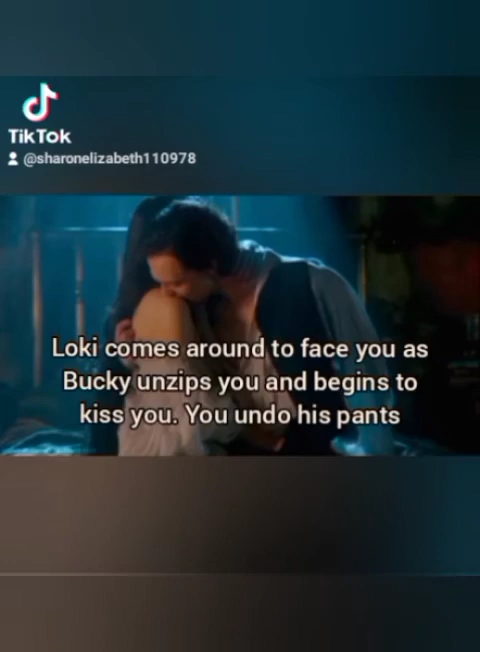 TikTok
@sharonelizabeth110978
Loki comes around to face you as
Bucky unzips you and begins to
kiss you. You undo his pants